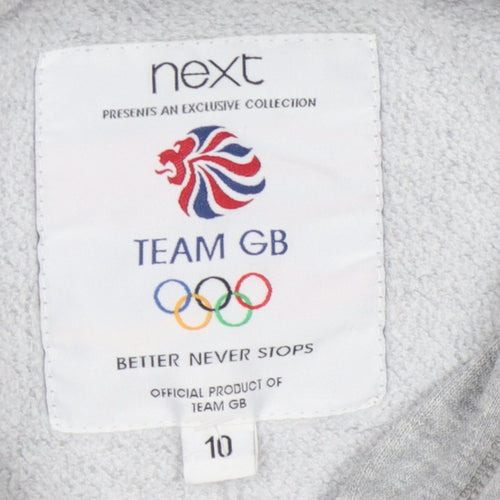 next
PRESENTS AN EXCLUSIVE COLLECTION
TEAM GB
BETTER NEVER STOPS
OFFICIAL PRODUCT OF
TEAM GB
10